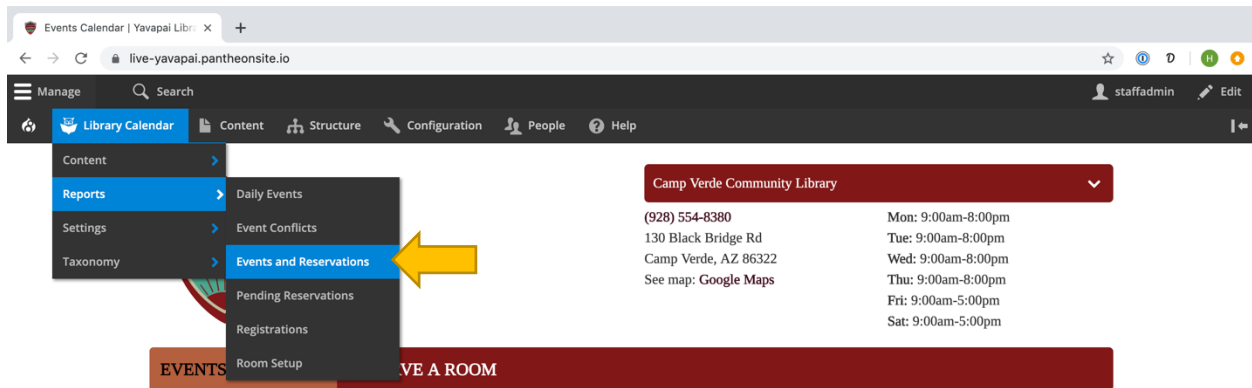 Events Calendar | Yavapai Libr
live-yavapai.pantheonsite.io
H
Manage Search staffadmin Edit
Library Calendar Content Structure Configuration People Help
Content
Reports
Settings
Taxonomy
Daily Events
Event Conflicts
Events and Reservations
Pending Reservations
Registrations
Room Setup
Camp Verde Community Library
(928) 554-8380
130 Black Bridge Rd
Camp Verde, AZ 86322
See map: Google Maps
Mon: 9:00am-8:00pm
Tue: 9:00am-8:00pm
Wed: 9:00am-8:00pm
Thu: 9:00am-8:00pm
Fri: 9:00am-5:00pm
Sat: 9:00am-5:00pm
EVENTS VE A ROOM